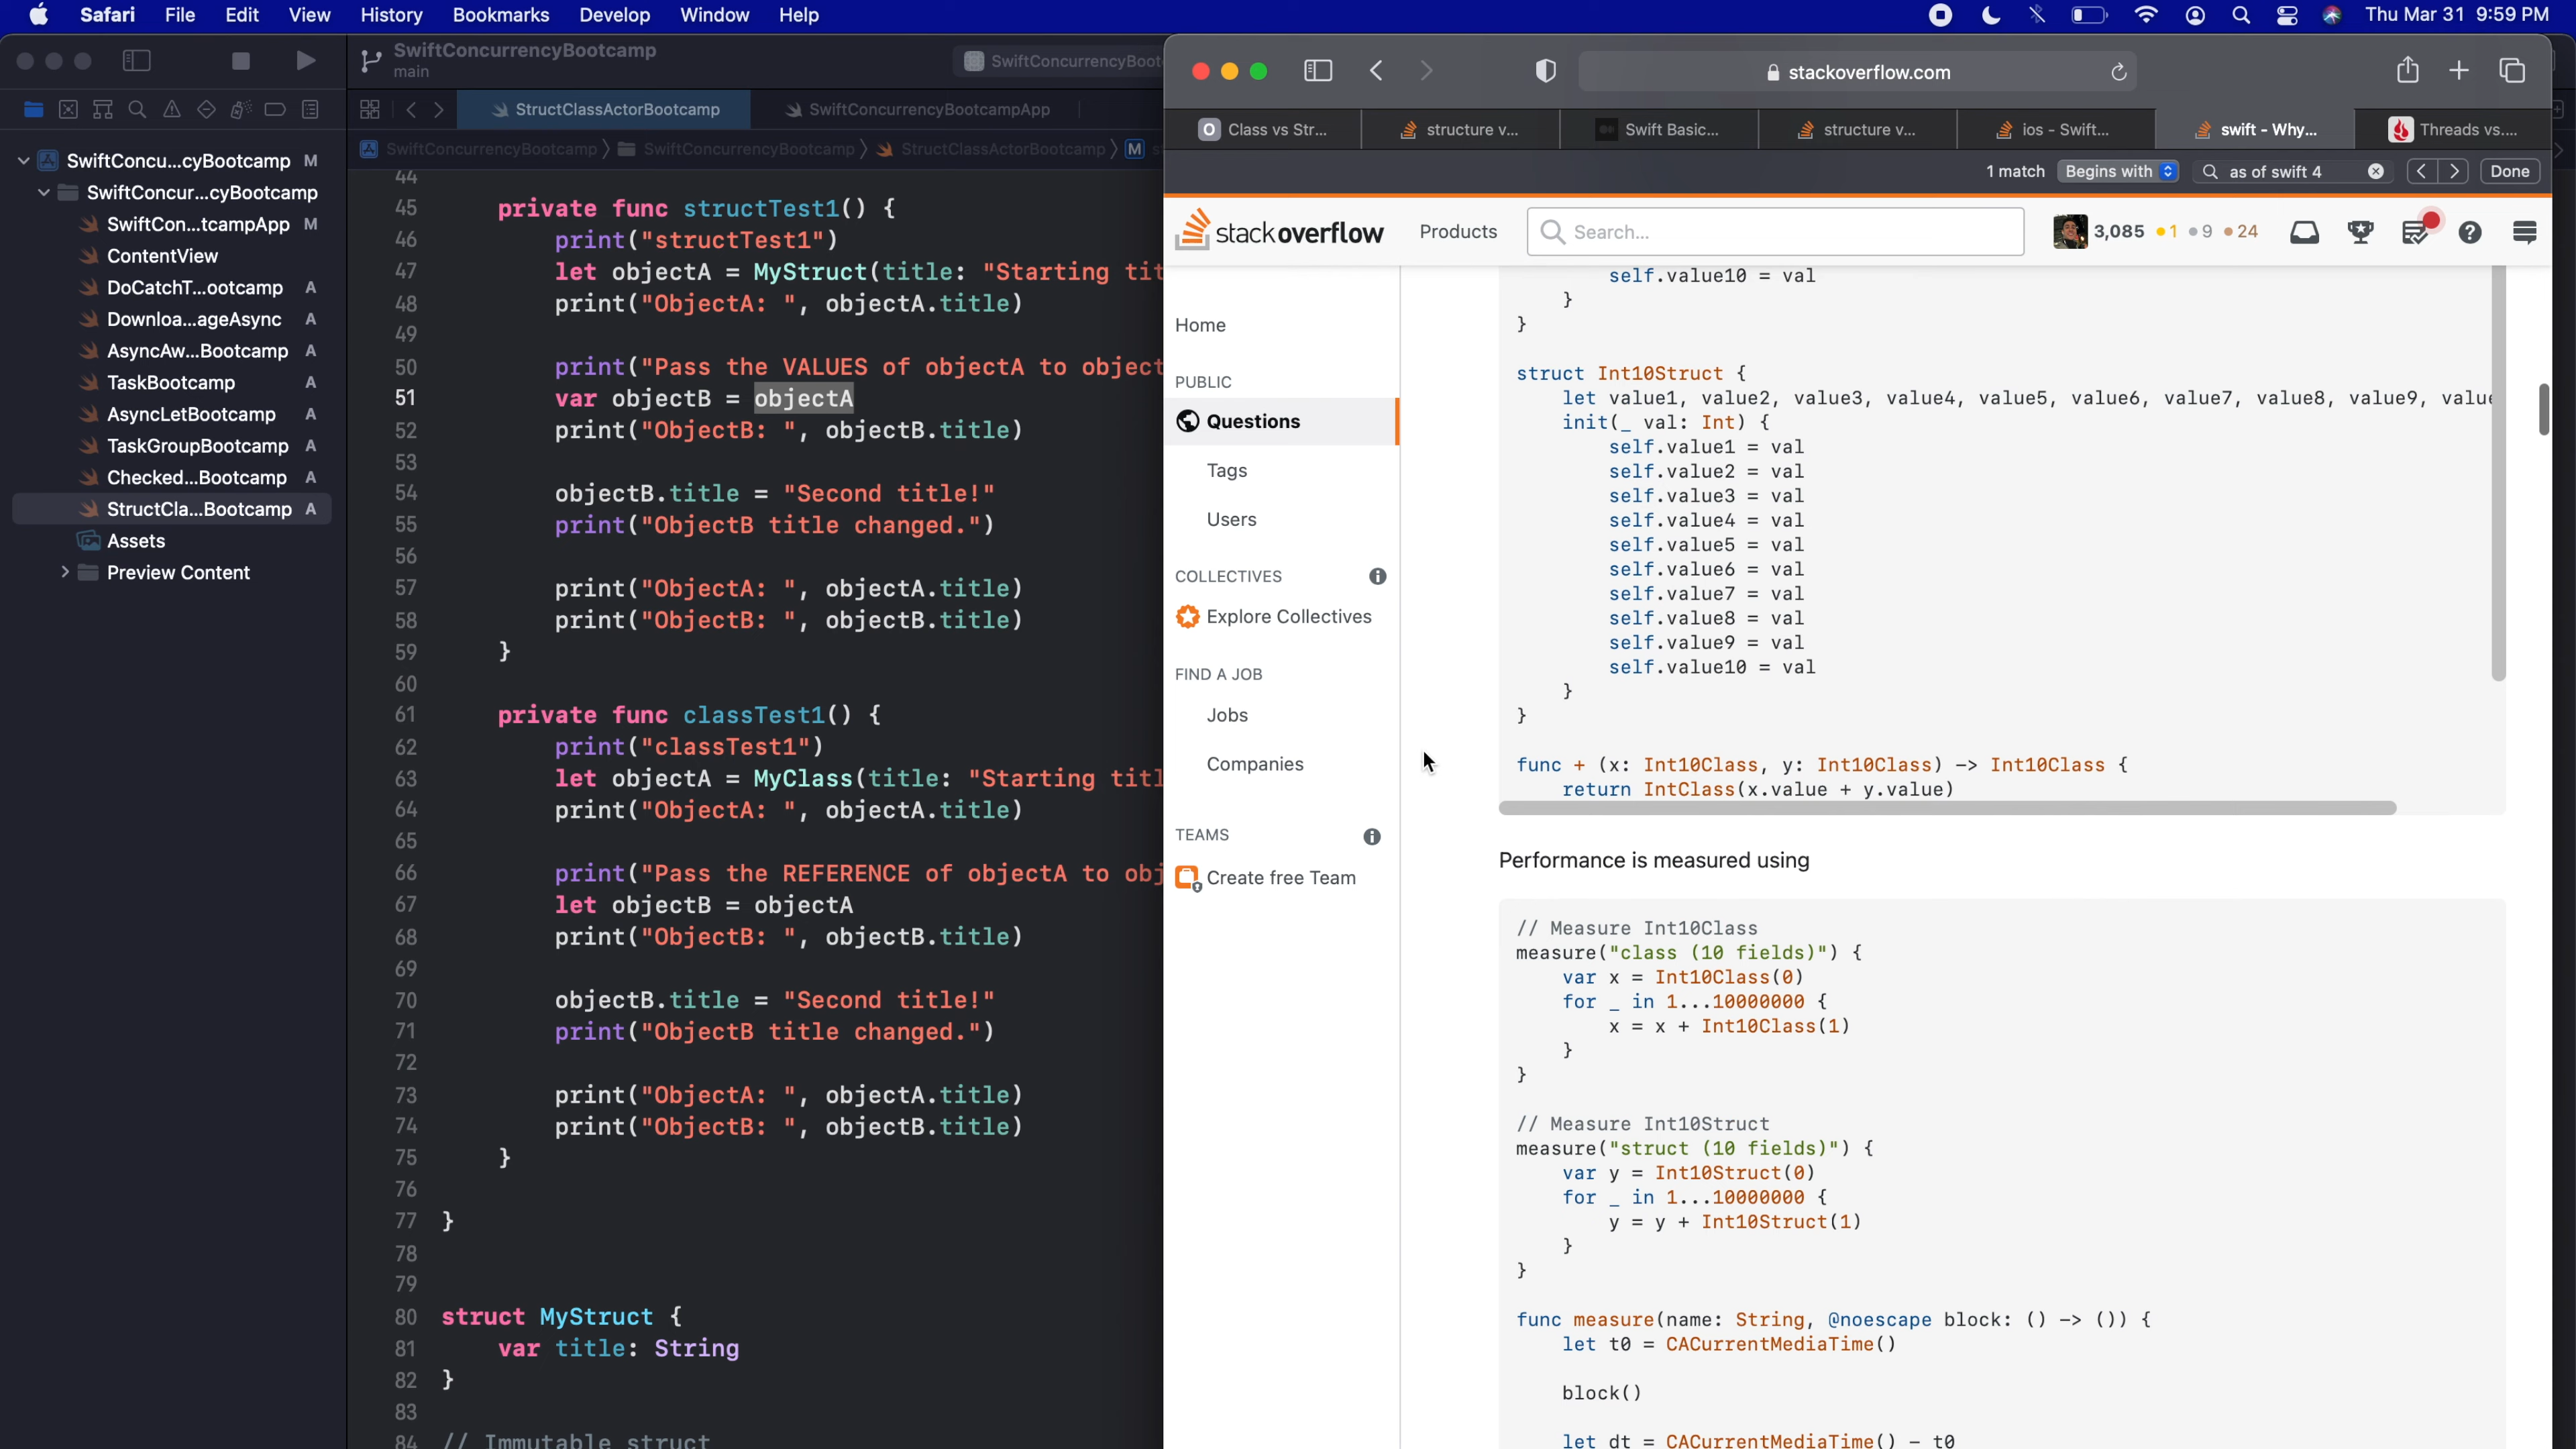 Safari File Edit View History Bookmarks Develop Window Help
Thu Mar 31 9:59 PM
SwiftConcurrencyBootcamp
main
SwiftConcurrencyBoot
StructClassActorBootcamp
SwiftConcurrencyBootcampApp
SwiftConcurrencyBootcamp
SwiftConcurrencyBootcamp
StructClassActorBootcamp
M
SwiftConcu...cyBootcamp M
SwiftConcur...cyBootcamp
SwiftCon...tcampApp M
ContentView
DoCatchT...ootcamp A
Downloa...ageAsync A
AsyncAw...Bootcamp A
TaskBootcamp A
AsyncLetBootcamp A
TaskGroupBootcamp A
Checked...Bootcamp A
StructCla...Bootcamp A
Assets
Preview Content
44
45 private func structTest1() {
46 print("structTest1")
47 let objectA = MyStruct(title: "Starting tit
48 print("ObjectA: ", objectA.title)
49
50 print("Pass the VALUES of objectA to object
51 var objectB = objectA
52 print("ObjectB: ", objectB.title)
53
54 objectB.title = "Second title!"
55 print("ObjectB title changed.")
56
57 print("ObjectA: ", objectA.title)
58 print("ObjectB: ", objectB.title)
59 }
60
61 private func classTest1() {
62 print("classTest1")
63 let objectA = MyClass(title: "Starting titl
64 print("ObjectA: ", objectA.title)
65
66 print("Pass the REFERENCE of objectA to obj
67 let objectB = objectA
68 print("ObjectB: ", objectB.title)
69
70 objectB.title = "Second title!"
71 print("ObjectB title changed.")
72
73 print("ObjectA: ", objectA.title)
74 print("ObjectB: ", objectB.title)
75 }
76
77 }
78
79
80 struct MyStruct {
81 var title: String
82 }
83
84 // Immutable struct
stackoverflow.com
Class vs Str...
structure v...
Swift Basic...
structure v...
ios - Swift...
swift - Why...
Threads vs....
1 match Begins with as of swift 4 Done
stackoverflow Products Search... 3,085 1 9 24
Home
PUBLIC
Questions
Tags
Users
COLLECTIVES
Explore Collectives
FIND A JOB
Jobs
Companies
TEAMS
Create free Team
self.value10 = val
}
}
struct Int10Struct {
let value1, value2, value3, value4, value5, value6, value7, value8, value9, value
init(_ val: Int) {
self.value1 = val
self.value2 = val
self.value3 = val
self.value4 = val
self.value5 = val
self.value6 = val
self.value7 = val
self.value8 = val
self.value9 = val
self.value10 = val
}
}
func + (x: Int10Class, y: Int10Class) -> Int10Class {
return IntClass(x.value + y.value)
Performance is measured using
// Measure Int10Class
measure("class (10 fields)") {
var x = Int10Class(0)
for _ in 1...10000000 {
x = x + Int10Class(1)
}
}
// Measure Int10Struct
measure("struct (10 fields)") {
var y = Int10Struct(0)
for _ in 1...10000000 {
y = y + Int10Struct(1)
}
}
func measure(name: String, @noescape block: () -> ()) {
let t0 = CACurrentMediaTime()
block()
let dt = CACurrentMediaTime() - t0